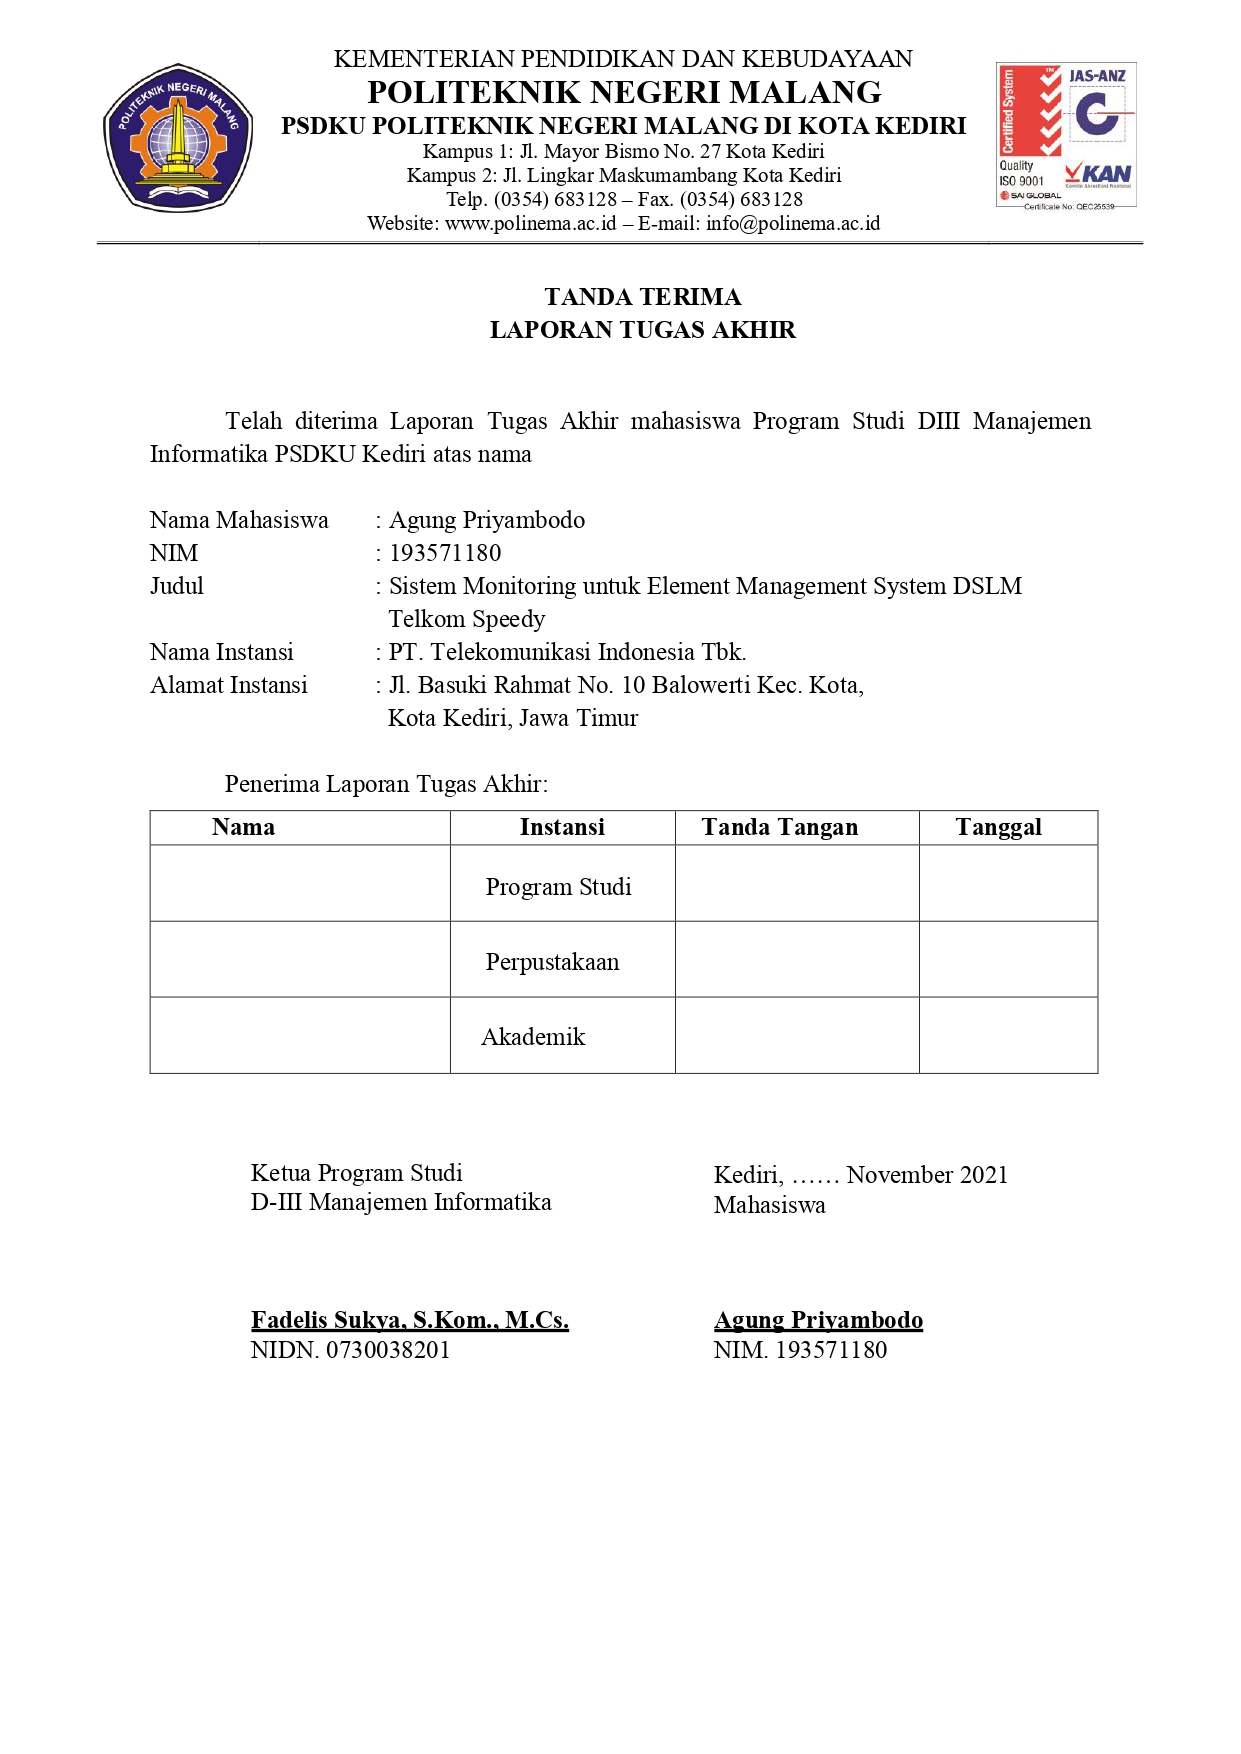 KEMENTERIAN PENDIDIKAN DAN KEBUDAYAAN
POLITEKNIK NEGERI MALANG
PSDKU POLITEKNIK NEGERI MALANG DI KOTA KEDIRI
Kampus 1: Jl. Mayor Bismo No. 27 Kota Kediri
Kampus 2: Jl. Lingkar Maskumambang Kota Kediri
Telp. (0354) 683128 – Fax. (0354) 683128
Website: www.polinema.ac.id – E-mail: info@polinema.ac.id
POLITEKNIK NEGERI MALANG
Certified System
TM
JAS-ANZ
C
Quality
ISO 9001
KAN
Komite Akreditasi Nasional
SAI GLOBAL
Certificate No: QEC25539
TANDA TERIMA
LAPORAN TUGAS AKHIR
Telah diterima Laporan Tugas Akhir mahasiswa Program Studi DIII Manajemen
Informatika PSDKU Kediri atas nama
Nama Mahasiswa : Agung Priyambodo
NIM : 193571180
Judul : Sistem Monitoring untuk Element Management System DSLM
Telkom Speedy
Nama Instansi : PT. Telekomunikasi Indonesia Tbk.
Alamat Instansi : Jl. Basuki Rahmat No. 10 Balowerti Kec. Kota,
Kota Kediri, Jawa Timur
Penerima Laporan Tugas Akhir:
Nama Instansi Tanda Tangan Tanggal
Program Studi
Perpustakaan
Akademik
Ketua Program Studi
D-III Manajemen Informatika
Kediri, …… November 2021
Mahasiswa
Fadelis Sukya, S.Kom., M.Cs.
NIDN. 0730038201
Agung Priyambodo
NIM. 193571180